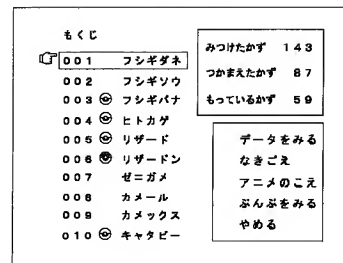 もくじ
001 フシギダネ
002 フシギソウ
003 フシギバナ
004 ヒトカゲ
005 リザード
006 リザードン
007 ゼニガメ
008 カメール
009 カメックス
010 キャタピー
みつけたかず 143
つかまえたかず 87
もっているかず 59
データをみる
なきごえ
アニメのこえ
ぶんぷをみる
やめる